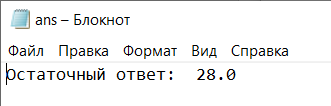 ans – Блокнот
Файл Правка Формат Вид Справка
Остаточный ответ:  28.0